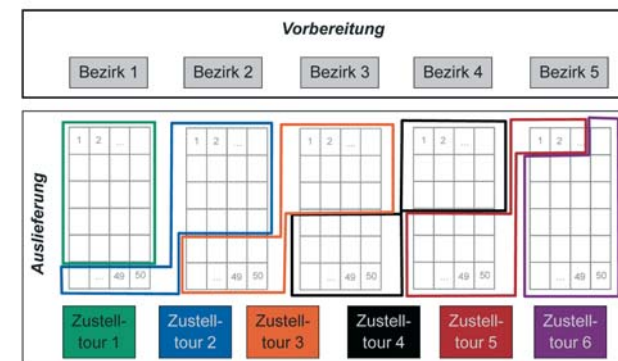 Vorbereitung
Bezirk 1 Bezirk 2 Bezirk 3 Bezirk 4 Bezirk 5
Auslieferung
1 2 ... 1 2 ... 1 2 ... 1 2 ... 1 2 ...
... 49 50 ... 49 50 ... 49 50 ... 49 50 ... 49 50
Zustell- Zustell- Zustell- Zustell- Zustell- Zustell-
tour 1 tour 2 tour 3 tour 4 tour 5 tour 6